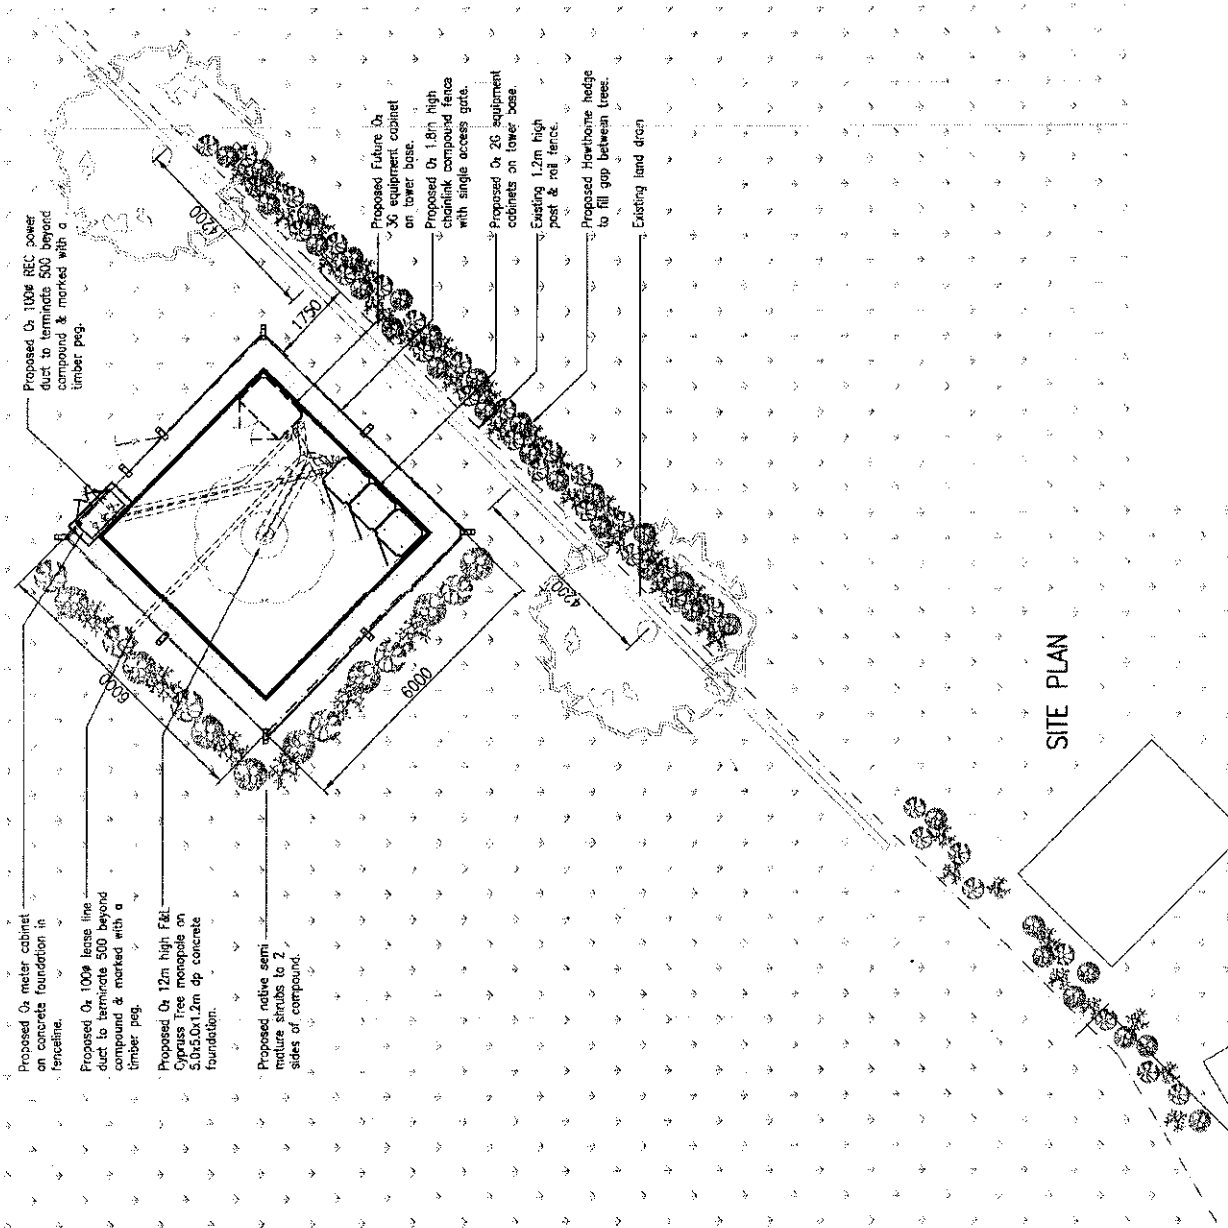 Proposed O₂ meter cabinet
on concrete foundation in
fenceline.
Proposed O₂ 100ø lease line
duct to terminate 500 beyond
compound & marked with a
timber peg.
Proposed O₂ 12m high F&L
Cypruss Tree monopole on
5.0x5.0x1.2m dp concrete
foundation.
Proposed native semi
mature shrubs to 2
sides of compound.
Proposed O₂ 100ø REC power
duct to terminate 500 beyond
compound & marked with a
timber peg.
Proposed Future O₂
3G equipment cabinet
on tower base.
Proposed O₂ 1.8m high
chainlink compound fence
with single access gate.
Proposed O₂ 2G equipment
cabinets on tower base.
Existing 1.2m high
post & rail fence.
Proposed Hawthorne hedge
to fill gap between trees.
Existing land drain
4200
1750
4200
6000
6000
SITE PLAN